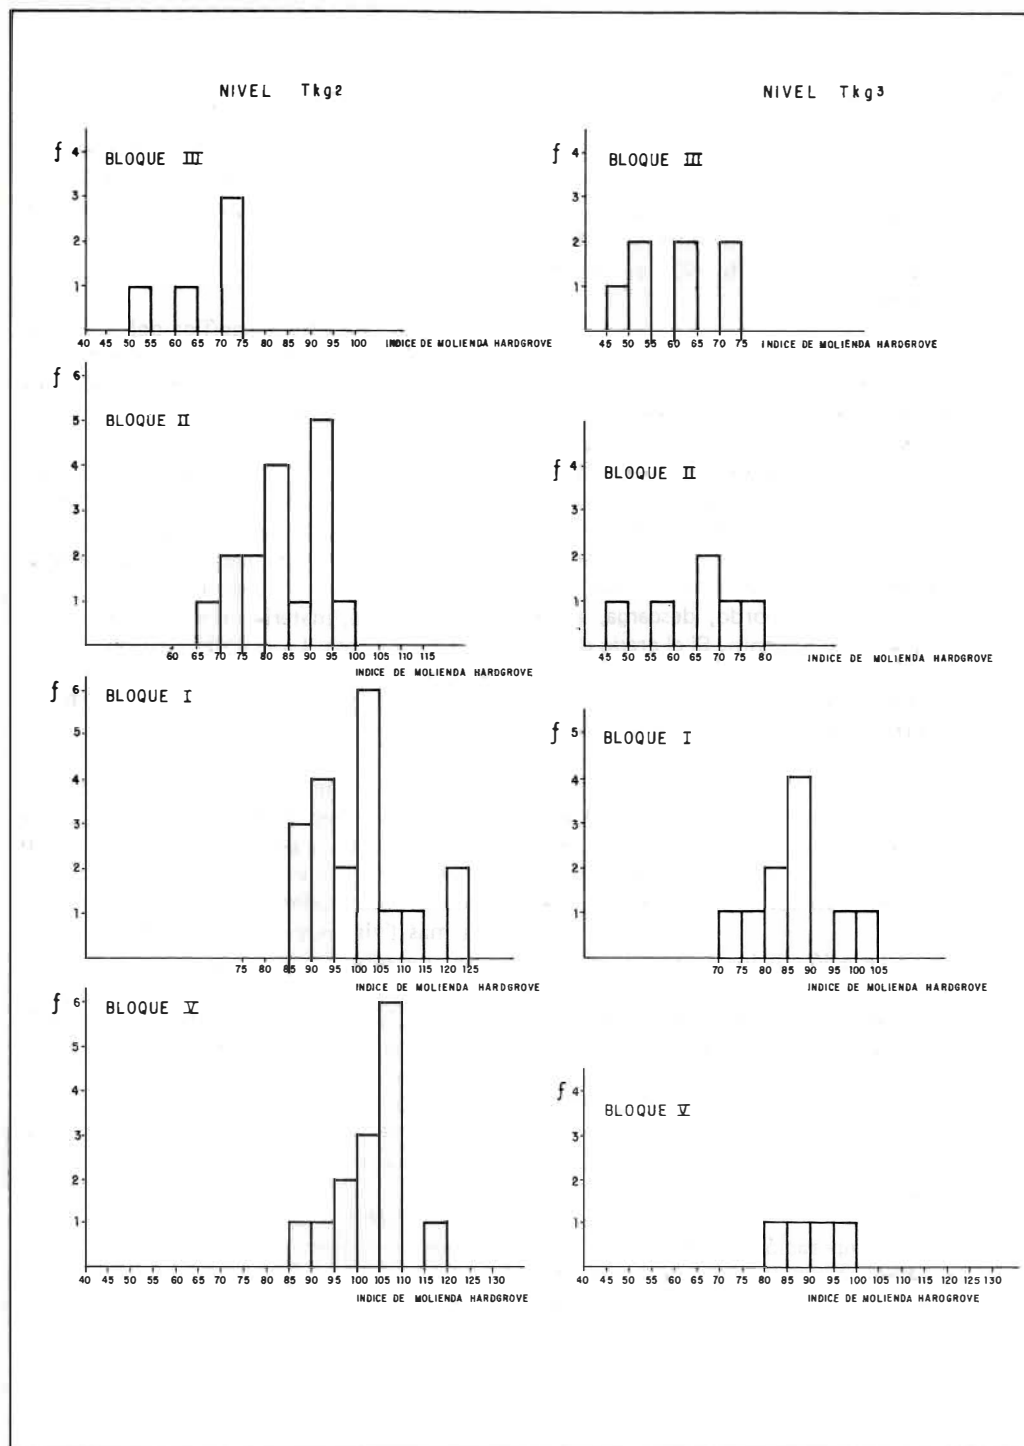 NIVEL Tkg2
NIVEL Tkg3
f 4
3
2
1
BLOQUE III
40 45 50 55 60 65 70 75 80 85 90 95 100
INDICE DE MOLIENDA HARDGROVE
f 4
3
2
1
BLOQUE III
45 50 55 60 65 70 75
INDICE DE MOLIENDA HARDGROVE
f 6
5
4
3
2
1
BLOQUE II
60 65 70 75 80 85 90 95 100 105 110 115
INDICE DE MOLIENDA HARDGROVE
f 4
3
2
1
BLOQUE II
45 50 55 60 65 70 75 80
INDICE DE MOLIENDA HARDGROVE
f 6
5
4
3
2
1
BLOQUE I
75 80 85 90 95 100 105 110 115 120 125
INDICE DE MOLIENDA HARDGROVE
f 5
4
3
2
1
BLOQUE I
70 75 80 85 90 95 100 105
INDICE DE MOLIENDA HARDGROVE
f 6
5
4
3
2
1
BLOQUE V
40 45 50 55 60 65 70 75 80 85 90 95 100 105 110 115 120 125 130
INDICE DE MOLIENDA HARDGROVE
f 4
3
2
1
BLOQUE V
40 45 50 55 60 65 70 75 80 85 90 95 100 105 110 115 120 125 130
INDICE DE MOLIENDA HAROGROVE